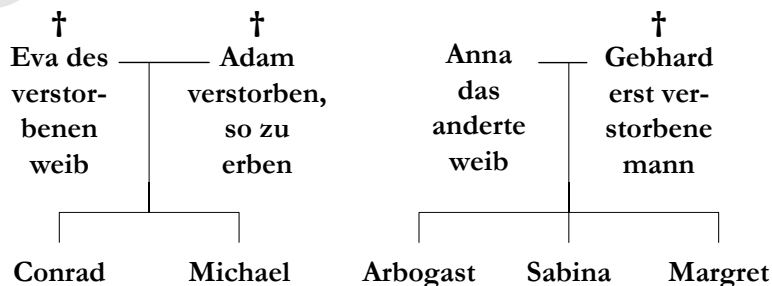 † † †
Eva des Adam Anna Gebhard
verstor- verstorben, das erst ver-
benen so zu anderte storbene
weib erben weib mann
Conrad Michael Arbogast Sabina Margret